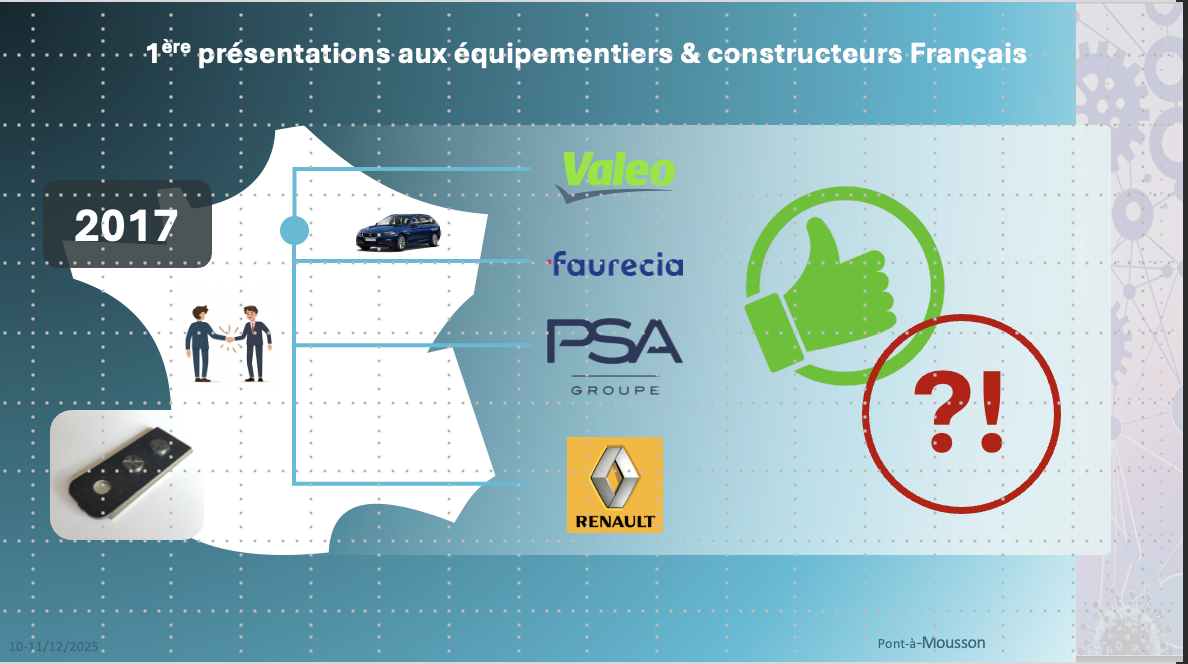 1ère présentations aux équipementiers & constructeurs Français
2017
Valeo
faurecia
PSA
GROUPE
RENAULT
?!
10-11/12/2025
Pont-à-Mousson